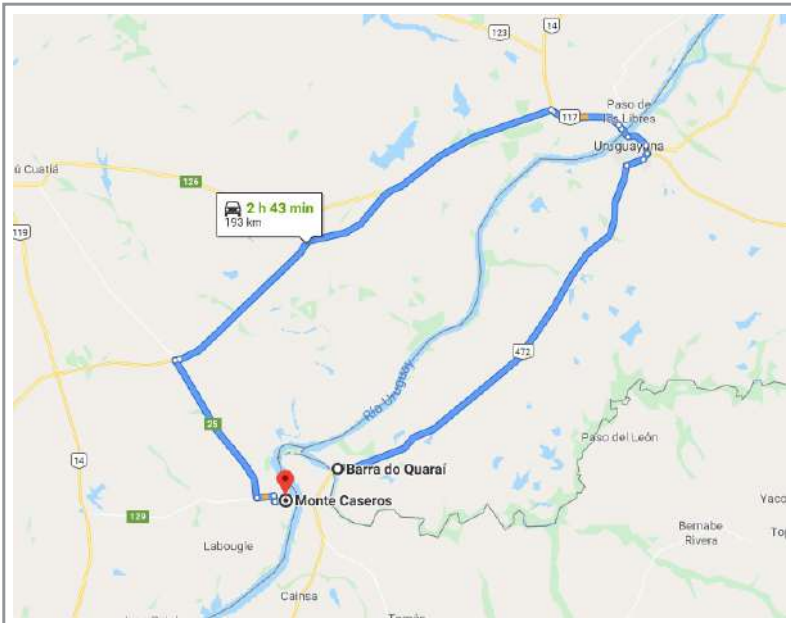 14
123
Paso de
los Libres
117
Uruguayana
ú Cuatiá
126
2 h 43 min
193 km
119
472
Río Uruguay
25
Paso del León
14
Barra do Quaraí
Monte Caseros
129
Labougle
Bernabe
Rivera
Cainsa
Tomás